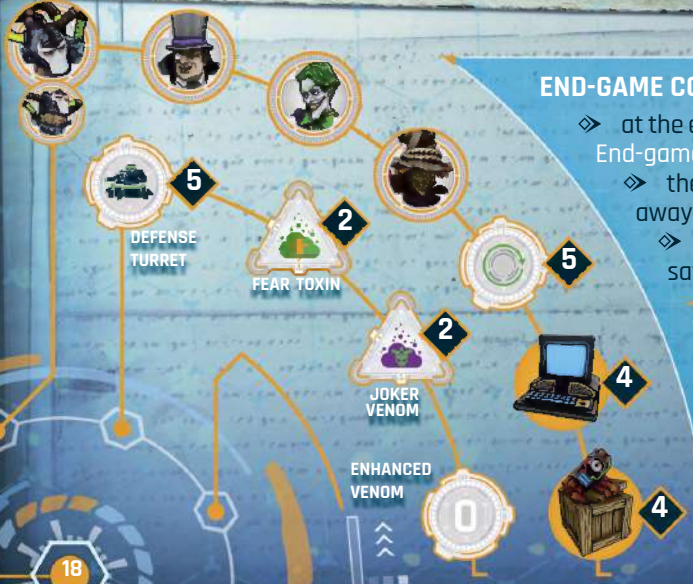 END-GAME CO
at the e
End-game
the
away
sa
5
DEFENSE
TURRET
2
FEAR TOXIN
5
2
JOKER
VENOM
4
ENHANCED
VENOM
0
4
18